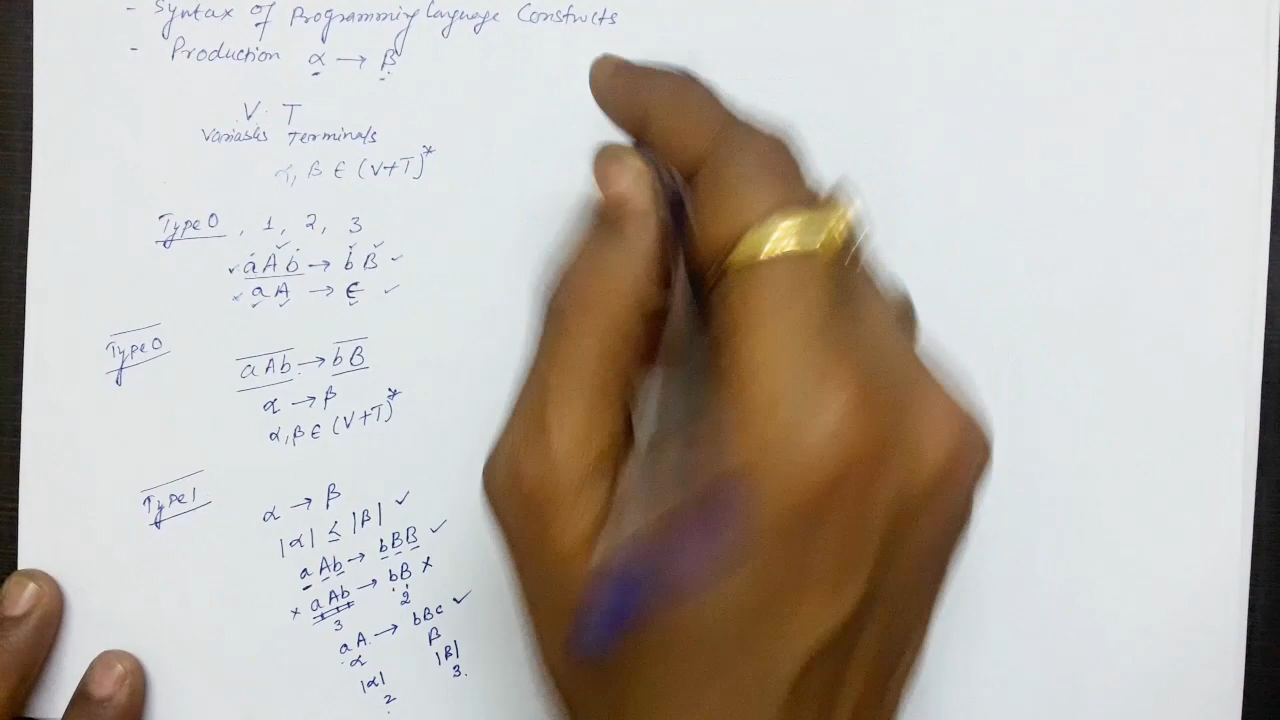 - Syntax of Programming Language Constructs
- Production α → β
V. T
Variables Terminals
α, β ∈ (V+T)*
Type 0, 1, 2, 3
aAb → bB ✓
aA → ε ✓
Type 0
aAb → bB
α → β
α, β ∈ (V+T)*
Type 1
α → β
|α| ≤ |β| ✓
aAb → bBB ✓
× aAb → bB ×
3 2
aA → bBc ✓
α β
|α| |β|
2 3.